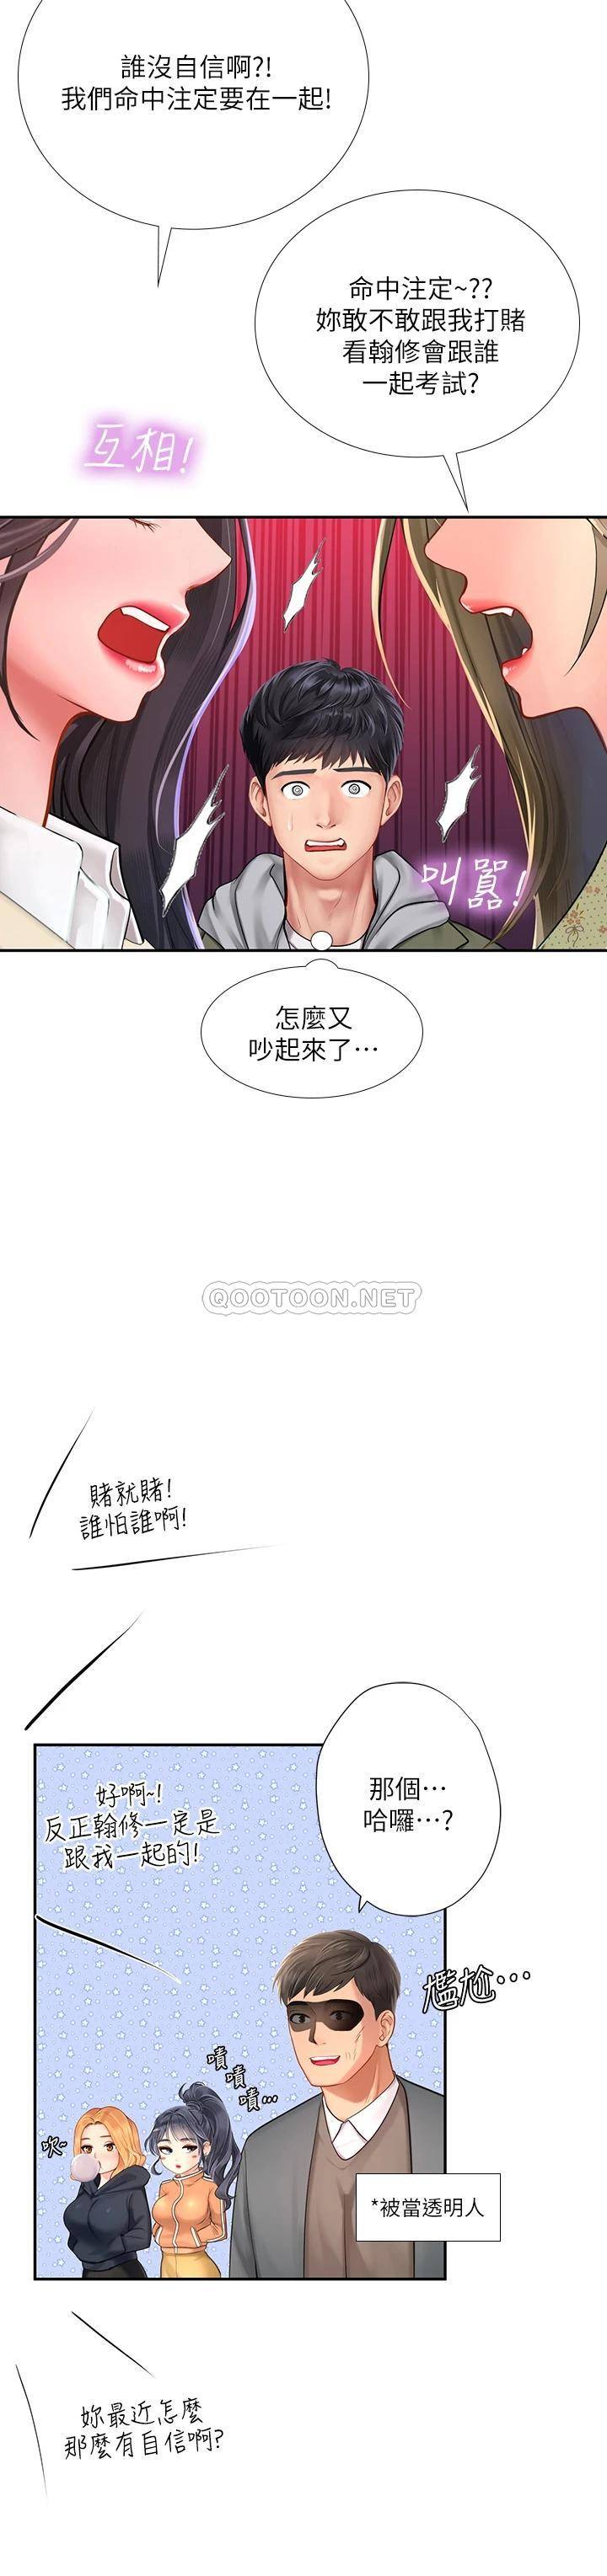 誰沒自信啊?!
我們命中注定要在一起!
命中注定~??
妳敢不敢跟我打賭
看翰修會跟誰
一起考試?
互相!
叫囂!
怎麼又
吵起來了…
QOOTOON.NET
賭就賭!
誰怕誰啊!
那個…
哈囉…?
好啊~!
反正翰修一定是
跟我一起的!
尷尬…
嘖
嘖
嘖…
吹~
*被當透明人
妳最近怎麼
那麼有自信啊?